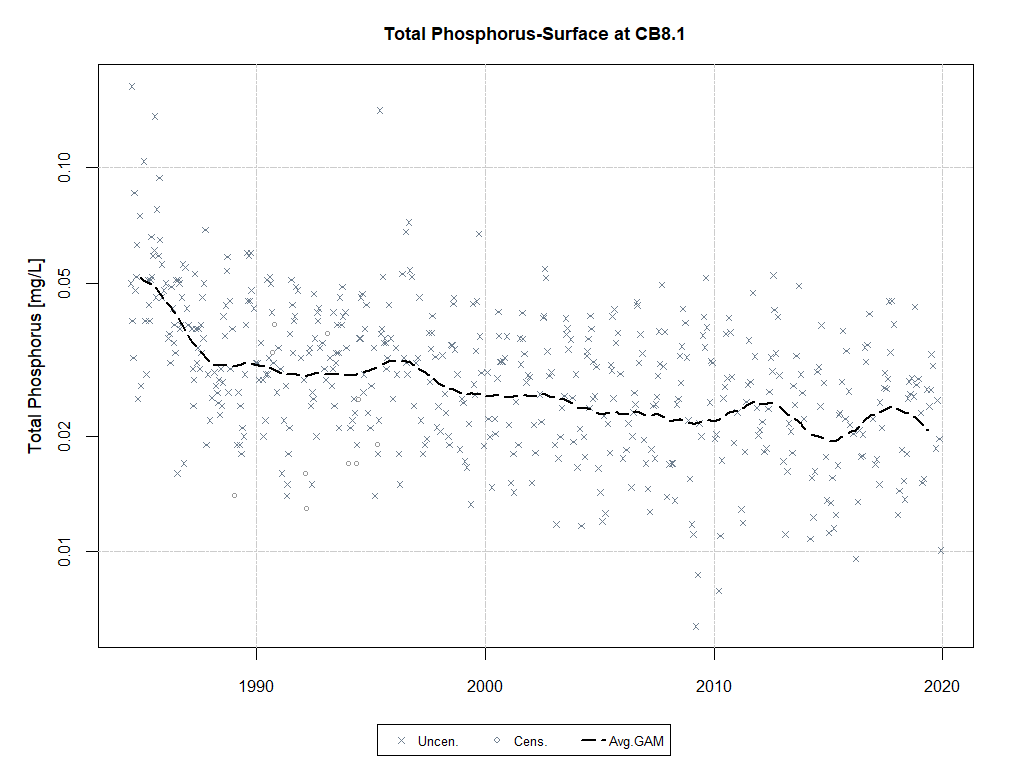 Total Phosphorus-Surface at CB8.1
Total Phosphorus [mg/L]
0.10
0.05
0.02
0.01
1990 2000 2010 2020
Uncen. Cens. Avg.GAM